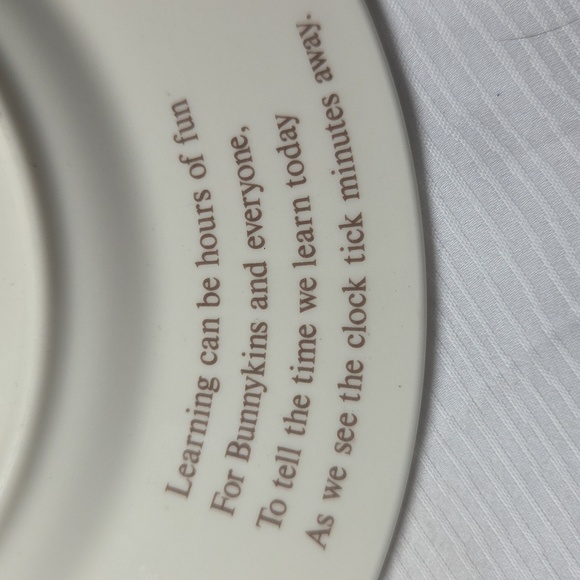 Learning can be hours of fun
For Bunnykins and everyone,
To tell the time we learn today
As we see the clock tick minutes away.